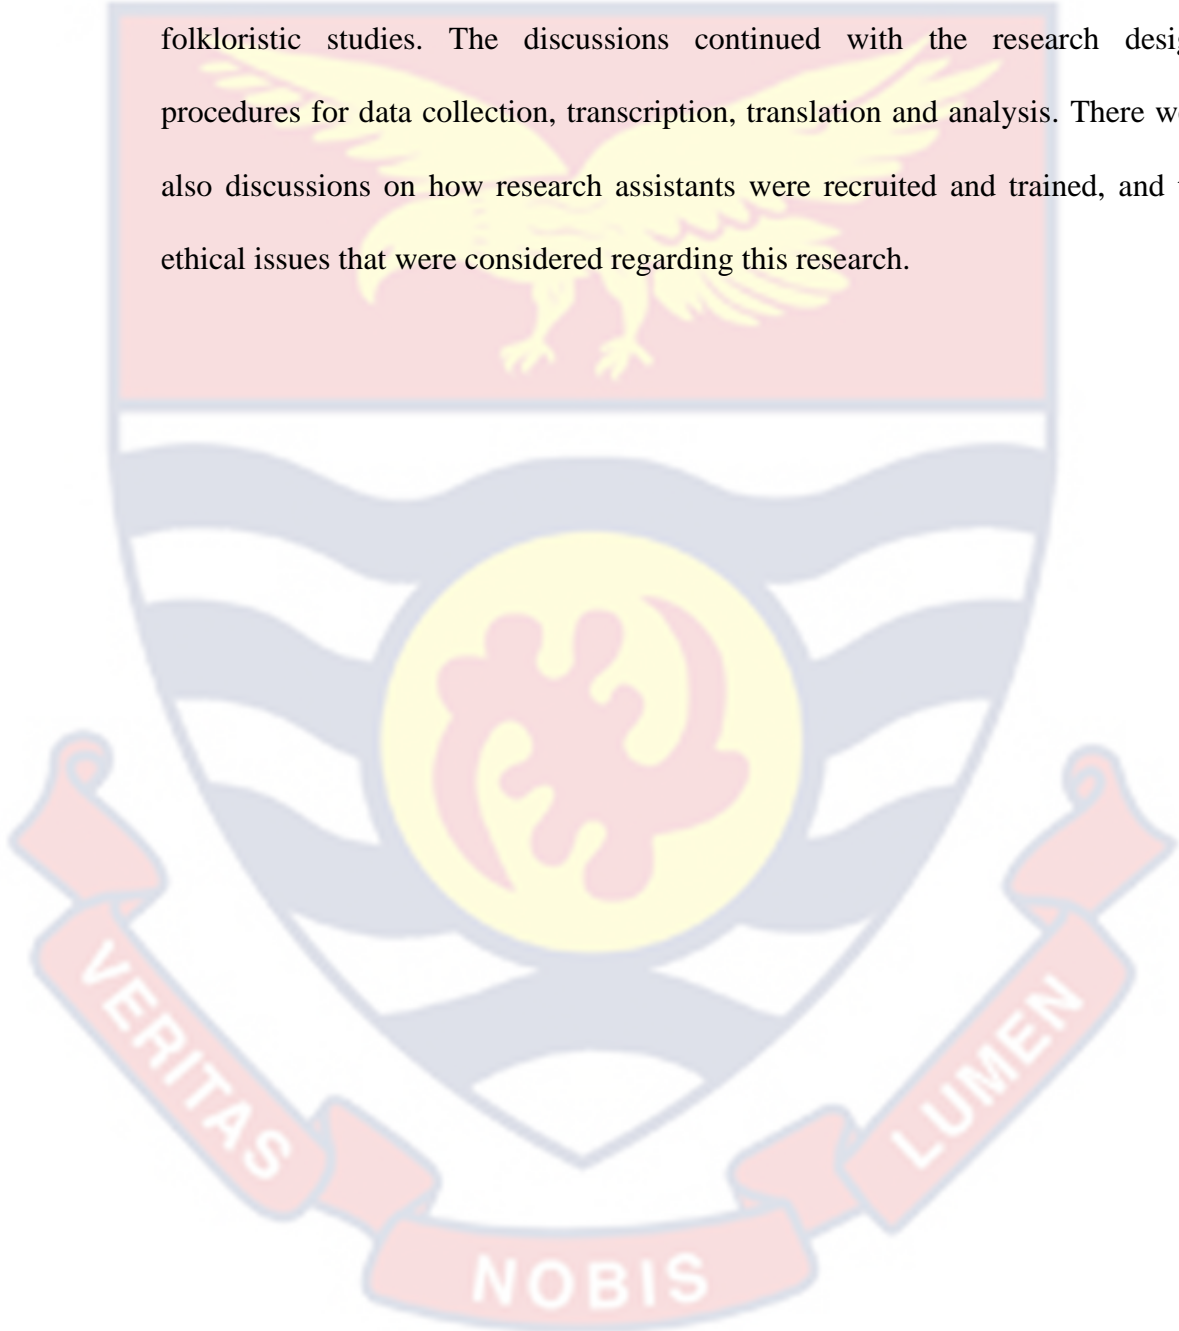 folkloristic studies. The discussions continued with the research desig
procedures for data collection, transcription, translation and analysis. There we
also discussions on how research assistants were recruited and trained, and t
ethical issues that were considered regarding this research.
VERITAS
NOBIS
LUMEN